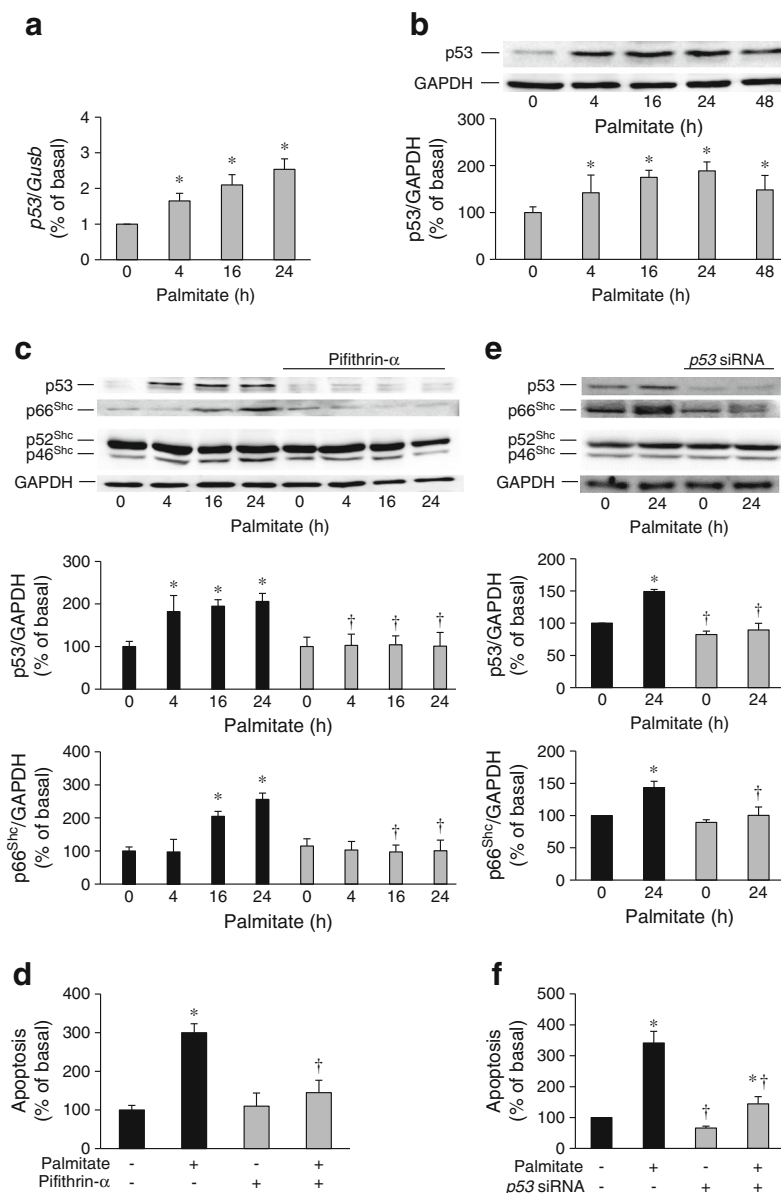 a
4
3
2
1
0
p53/Gusb
(% of basal)
*
*
*
0 4 16 24
Palmitate (h)
b
p53
GAPDH
0 4 16 24 48
Palmitate (h)
200
150
100
50
0
p53/GAPDH
(% of basal)
* * * *
0 4 16 24 48
Palmitate (h)
c
Pifithrin-α
p53
p66Shc
p52Shc
p46Shc
GAPDH
0 4 16 24 0 4 16 24
Palmitate (h)
300
200
100
0
p53/GAPDH
(% of basal)
* * * † † †
0 4 16 24 0 4 16 24
Palmitate (h)
400
300
200
100
0
p66Shc/GAPDH
(% of basal)
* * † †
0 4 16 24 0 4 16 24
Palmitate (h)
e
p53 siRNA
p53
p66Shc
p52Shc
p46Shc
GAPDH
0 24 0 24
Palmitate (h)
150
100
50
0
p53/GAPDH
(% of basal)
* † †
0 24 0 24
Palmitate (h)
150
100
50
0
p66Shc/GAPDH
(% of basal)
* †
0 24 0 24
Palmitate (h)
d
400
300
200
100
0
Apoptosis
(% of basal)
* †
Palmitate - + - +
Pifithrin-α - - + +
f
500
400
300
200
100
0
Apoptosis
(% of basal)
* † *†
Palmitate - + - +
p53 siRNA - - + +